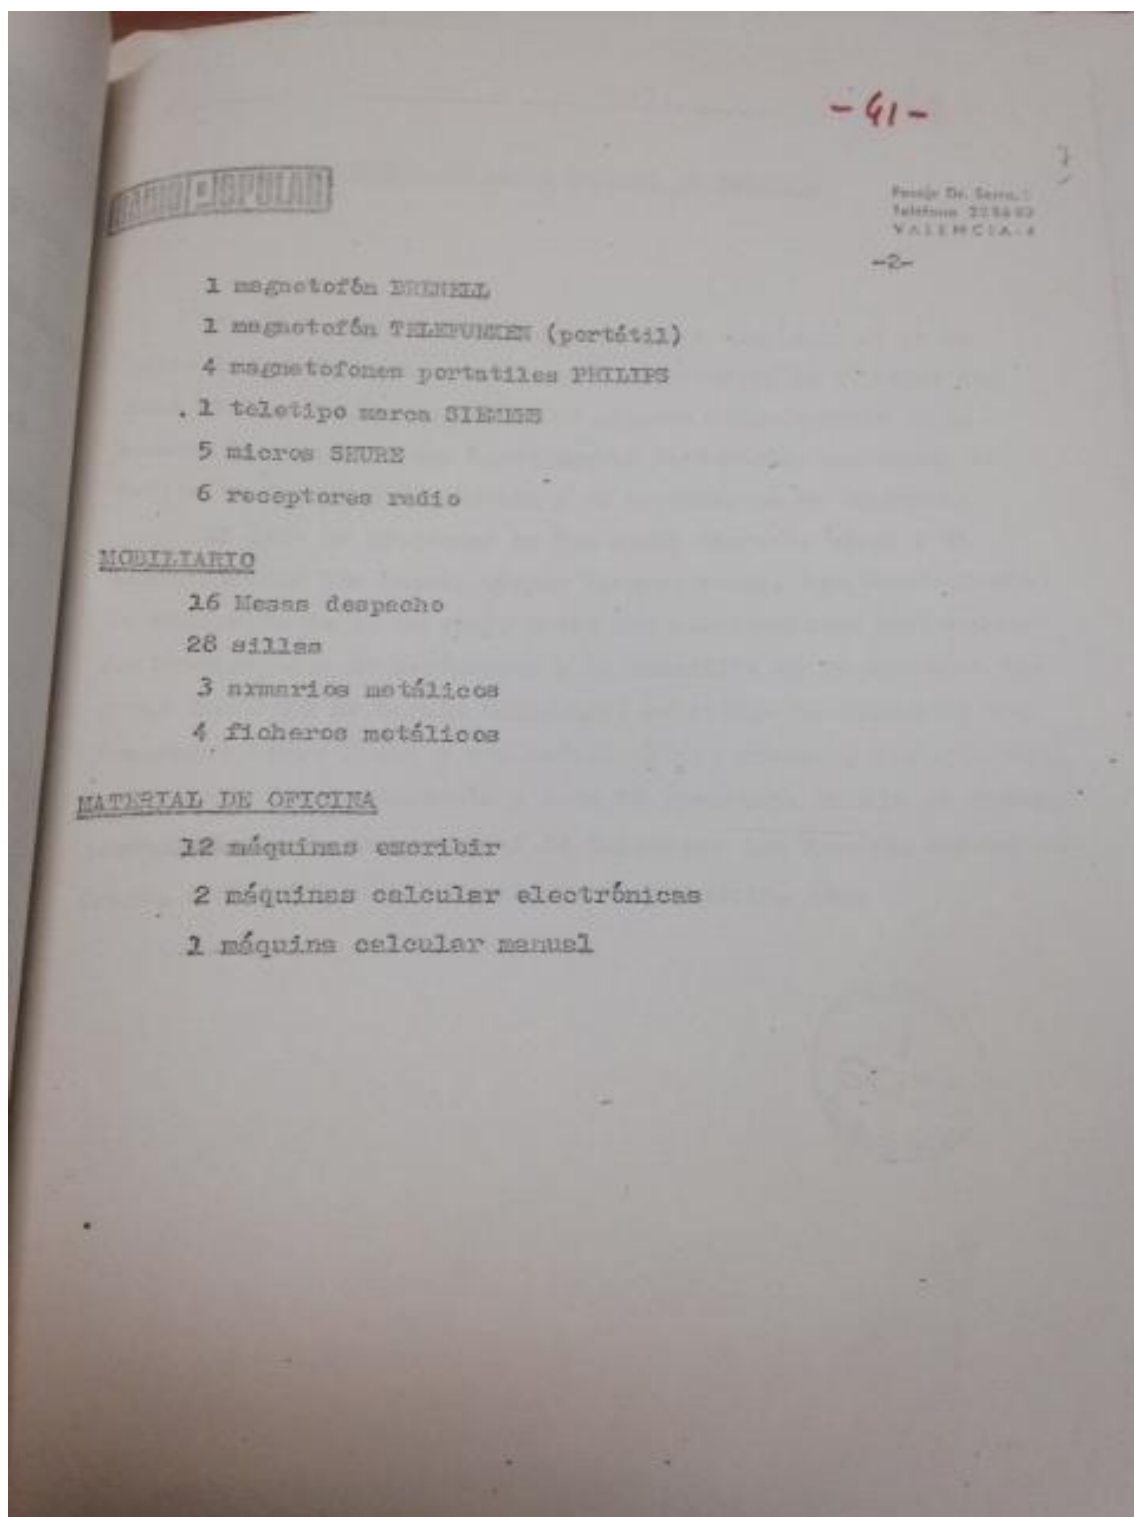 - 41 -
RADIO POPULAR
Pasaje Dr. Serra,
Teléfono
VALENCIA-4
-2-
1 magnetofón BRENELL
1 magnetofón TELEFUNKEN (portátil)
4 magnetofones portatiles PHILIPS
1 teletipo marca SIEMENS
5 micros SHURE
6 receptores radio
MOBILIARIO
16 Mesas despacho
28 sillas
3 armarios metálicos
4 ficheros metálicos
MATERIAL DE OFICINA
12 máquinas escribir
2 máquinas calcular electrónicas
1 máquina calcular manual